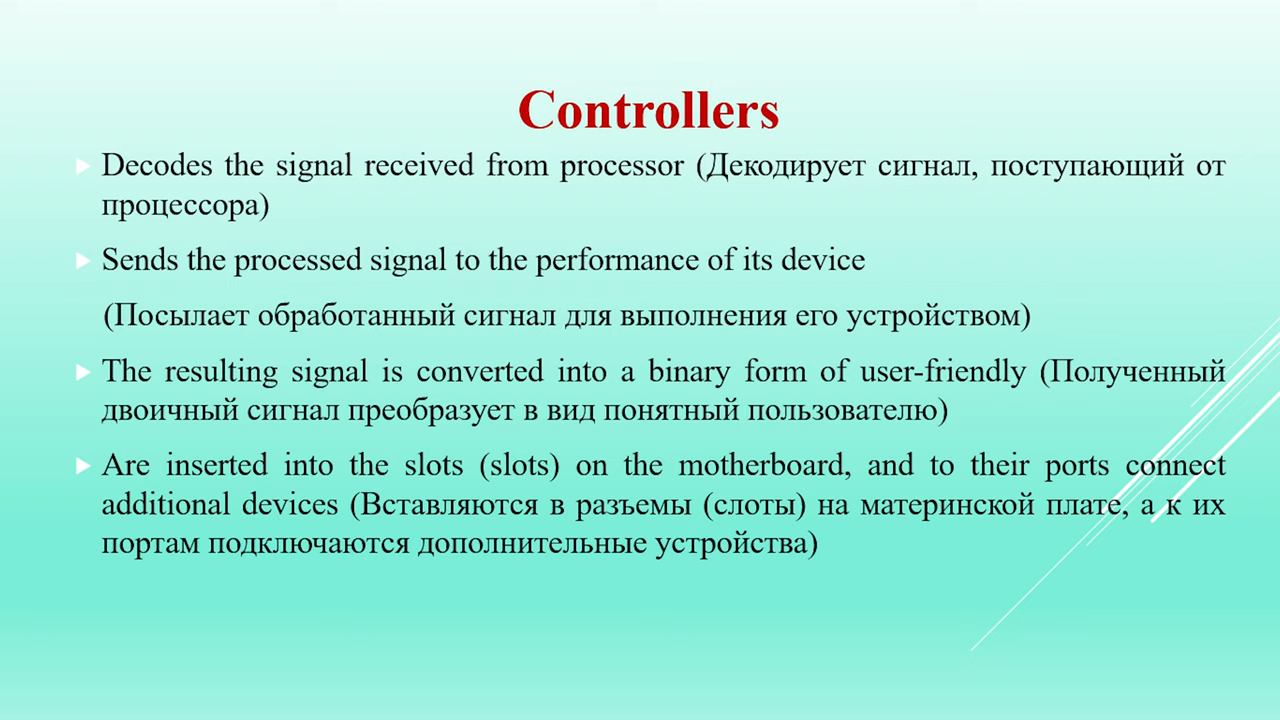 Controllers
Decodes the signal received from processor (Декодирует сигнал, поступающий от
процессора)
Sends the processed signal to the performance of its device
(Посылает обработанный сигнал для выполнения его устройством)
The resulting signal is converted into a binary form of user-friendly (Полученный
двоичный сигнал преобразует в вид понятный пользователю)
Are inserted into the slots (slots) on the motherboard, and to their ports connect
additional devices (Вставляются в разъемы (слоты) на материнской плате, а к их
портам подключаются дополнительные устройства)